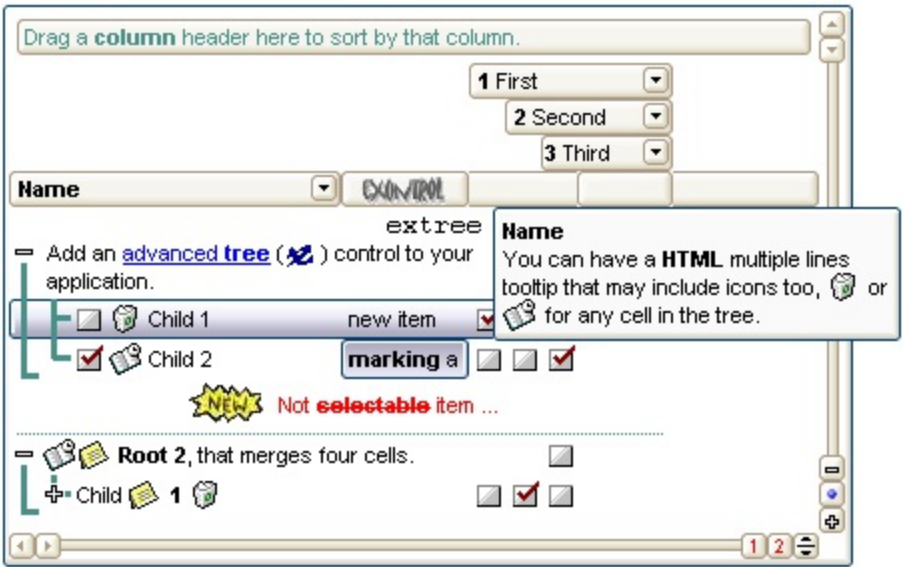 Drag a column header here to sort by that column.
1 First
2 Second
3 Third
Name
EXONTROL
extree
Name
You can have a HTML multiple lines
tooltip that may include icons too, or
for any cell in the tree.
Add an advanced tree ( ) control to your
application.
Child 1 new item
Child 2 marking a
NEW Not selectable item ...
Root 2, that merges four cells.
Child 1
1 2